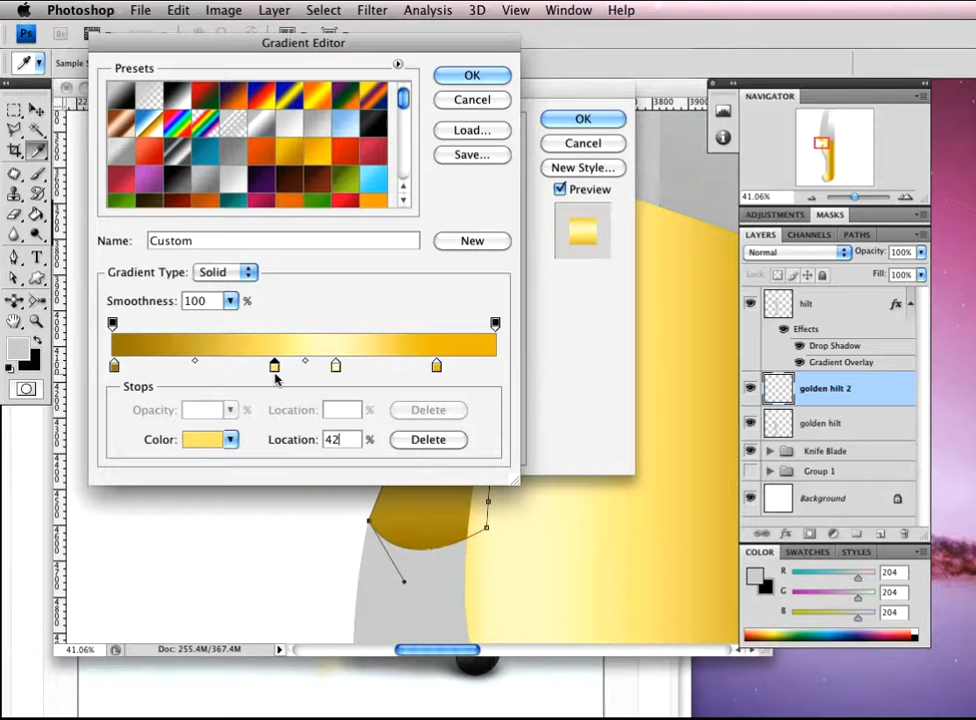 Photoshop File Edit Image Layer Select Filter Analysis 3D View Window Help
Ps Br
Sample S
Gradient Editor
Presets
OK
Cancel
Load...
Save...
Name: Custom
New
Gradient Type: Solid
Smoothness: 100 %
Stops
Opacity: % Location: % Delete
Color: Location: 42 % Delete
OK
Cancel
New Style...
Preview
3800 3900
NAVIGATOR
41.06%
ADJUSTMENTS MASKS
LAYERS CHANNELS PATHS
Normal Opacity: 100%
Lock: Fill: 100%
hilt fx
Effects
Drop Shadow
Gradient Overlay
golden hilt 2
golden hilt
Knife Blade
Group 1
Background
COLOR SWATCHES STYLES
R 204
G 204
B 204
41.06% Doc: 255.4M/367.4M